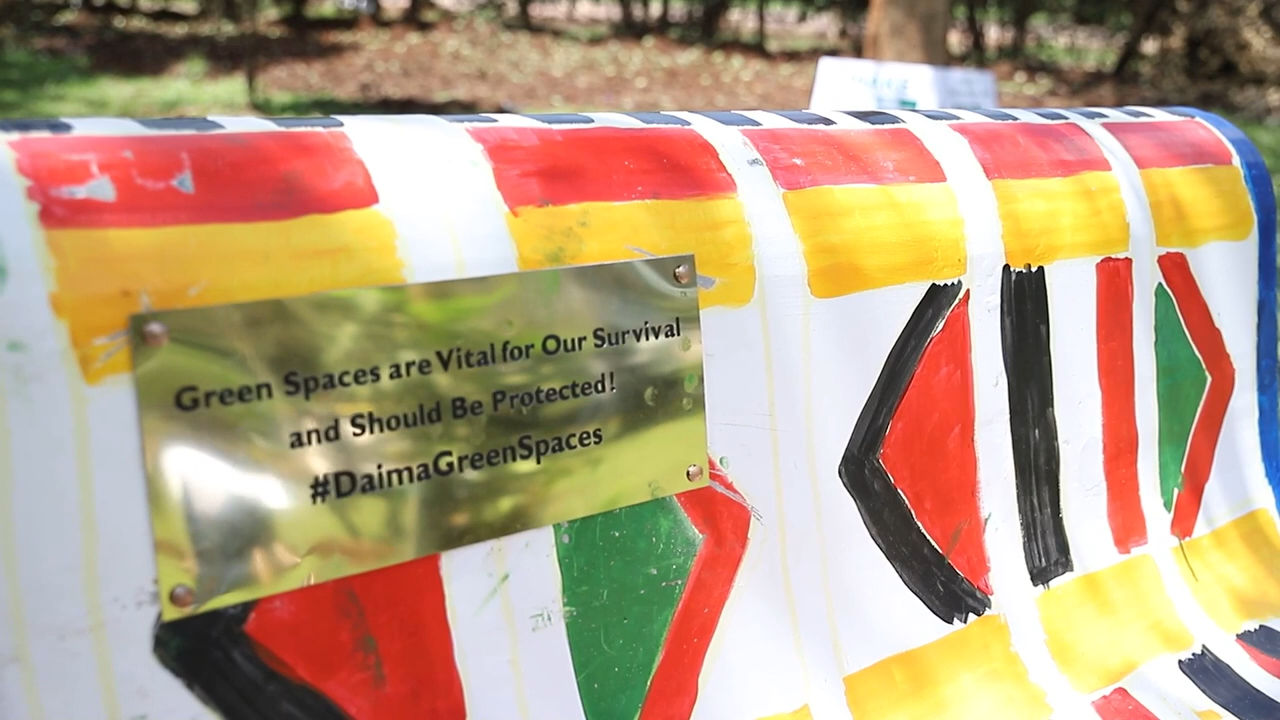 Green Spaces are Vital for Our Survival
and Should Be Protected!
#DaimaGreenSpaces